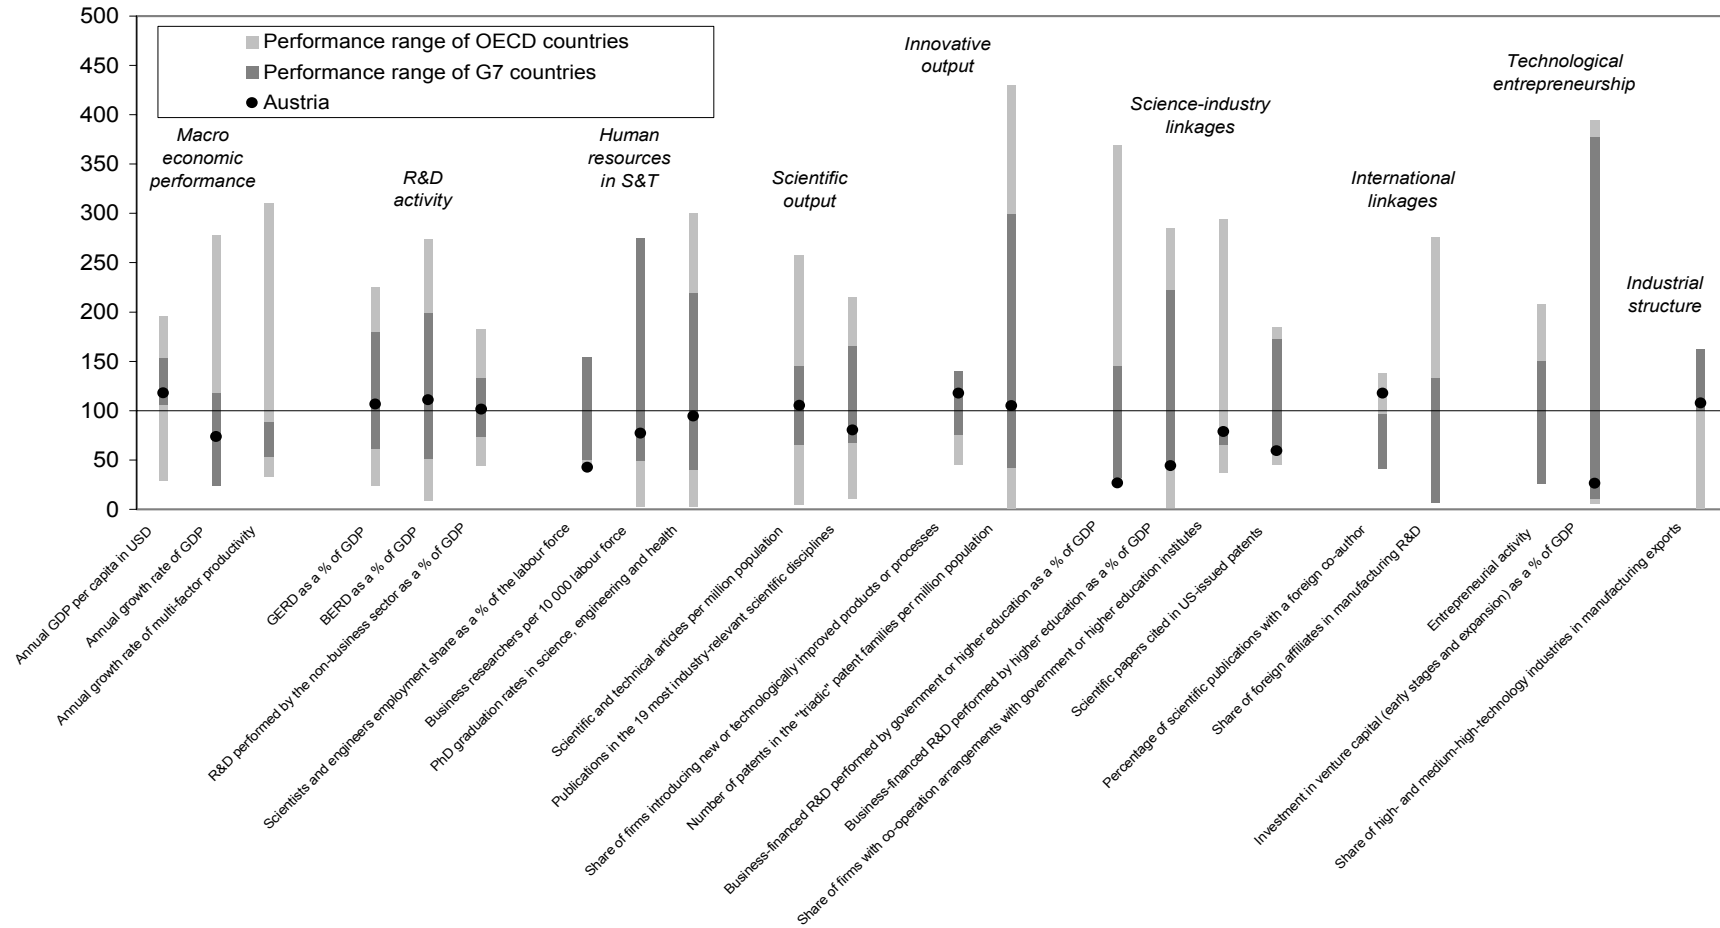 500
450
400
350
300
250
200
150
100
50
0
Performance range of OECD countries
Performance range of G7 countries
Austria
Macro
economic
performance
R&D
activity
Human
resources
in S&T
Scientific
output
Innovative
output
Science-industry
linkages
International
linkages
Technological
entrepreneurship
Industrial
structure
Annual GDP per capita in USD
Annual growth rate of GDP
Annual growth rate of multi-factor productivity
GERD as a % of GDP
BERD as a % of GDP
R&D performed by the non-business sector as a % of GDP
Scientists and engineers employment share as a % of the labour force
Business researchers per 10 000 labour force
PhD graduation rates in science, engineering and health
Scientific and technical articles per million population
Publications in the 19 most industry-relevant scientific disciplines
Share of firms introducing new or technologically improved products or processes
Number of patents in the "triadic" patent families per million population
Business-financed R&D performed by government or higher education as a % of GDP
Business-financed R&D performed by higher education as a % of GDP
Share of firms with co-operation arrangements with government or higher education institutes
Scientific papers cited in US-issued patents
Percentage of scientific publications with a foreign co-author
Share of foreign affiliates in manufacturing R&D
Entrepreneurial activity
Investment in venture capital (early stages and expansion) as a % of GDP
Share of high- and medium-high-technology industries in manufacturing exports